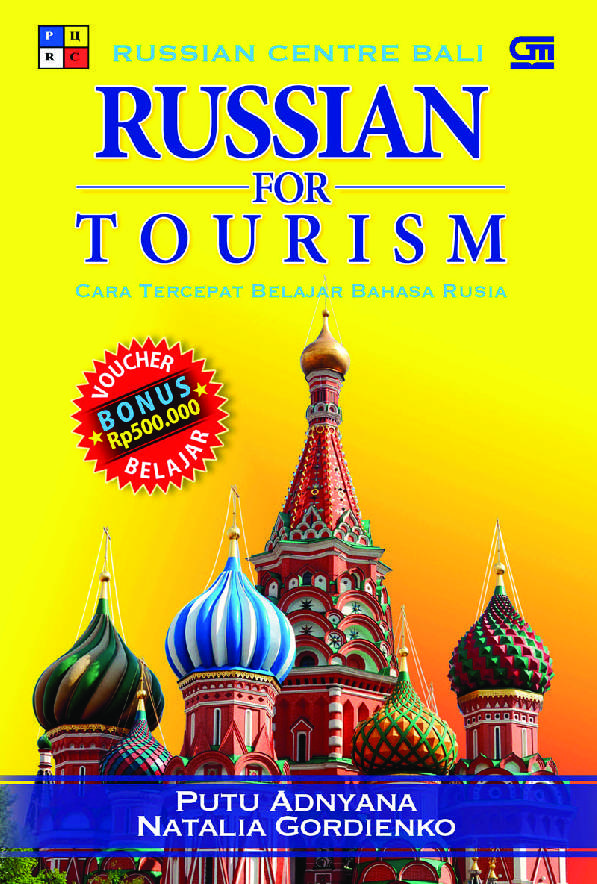 Р Ц
R C
RUSSIAN CENTRE BALI
GM
RUSSIAN
FOR
TOURISM
CARA TERCEPAT BELAJAR BAHASA RUSIA
VOUCHER
BONUS
Rp500.000
BELAJAR
PUTU ADNYANA
NATALIA GORDIENKO